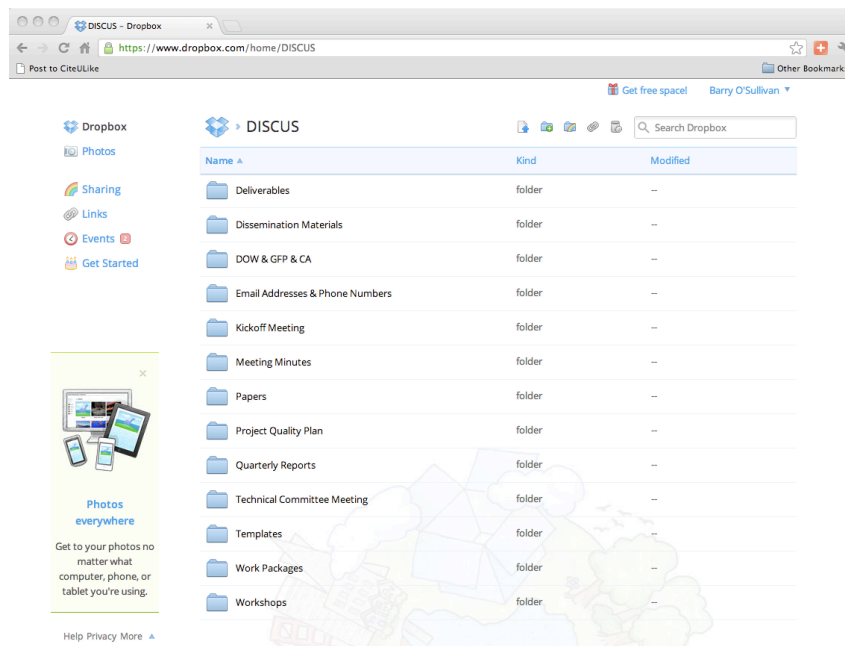 DISCUS – Dropbox
https://www.dropbox.com/home/DISCUS
Post to CiteULike
Other Bookmark
Get free space!
Barry O'Sullivan
Dropbox
Photos
Sharing
Links
Events 1
Get Started
DISCUS
Search Dropbox
Name Kind Modified
Deliverables folder --
Dissemination Materials folder --
DOW & GFP & CA folder --
Email Addresses & Phone Numbers folder --
Kickoff Meeting folder --
Meeting Minutes folder --
Papers folder --
Project Quality Plan folder --
Quarterly Reports folder --
Technical Committee Meeting folder --
Templates folder --
Work Packages folder --
Workshops folder --
Photos
everywhere
Get to your photos no
matter what
computer, phone, or
tablet you're using.
Help Privacy More